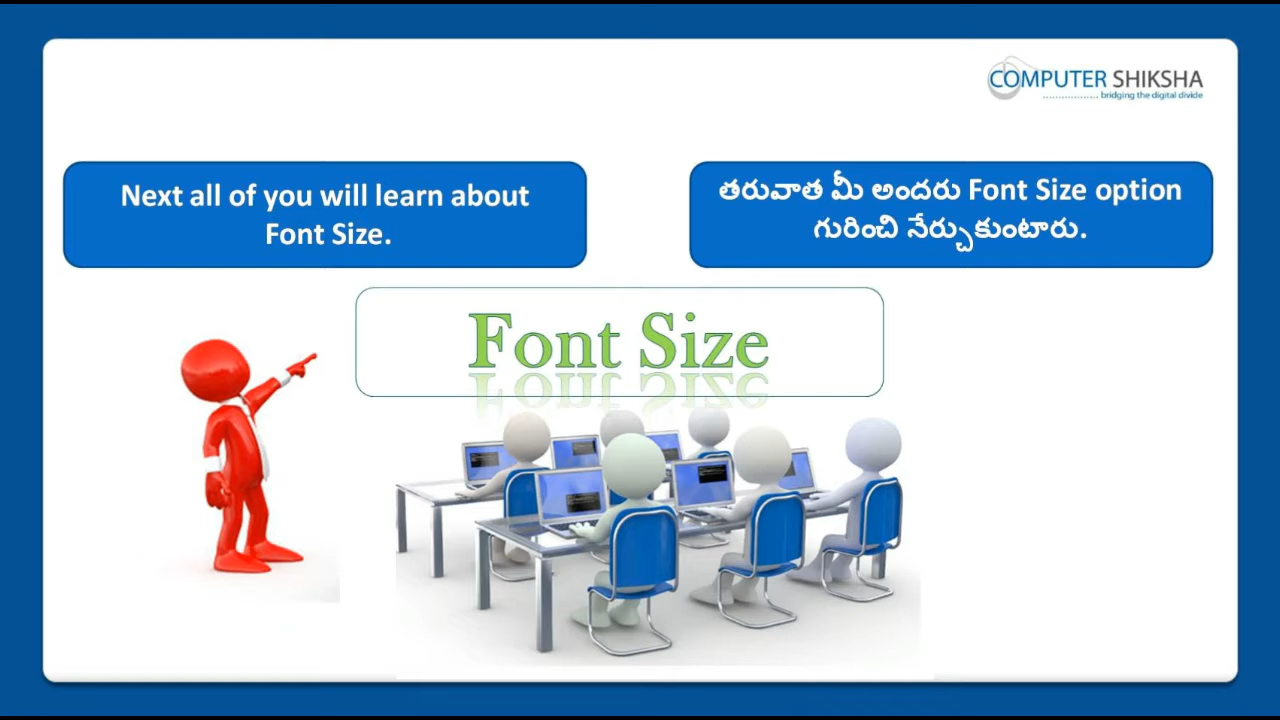 COMPUTER SHIKSHA
bridging the digital divide
Next all of you will learn about
Font Size.
తరువాత మీ అందరు Font Size option
గురించి నేర్చుకుంటారు.
Font Size